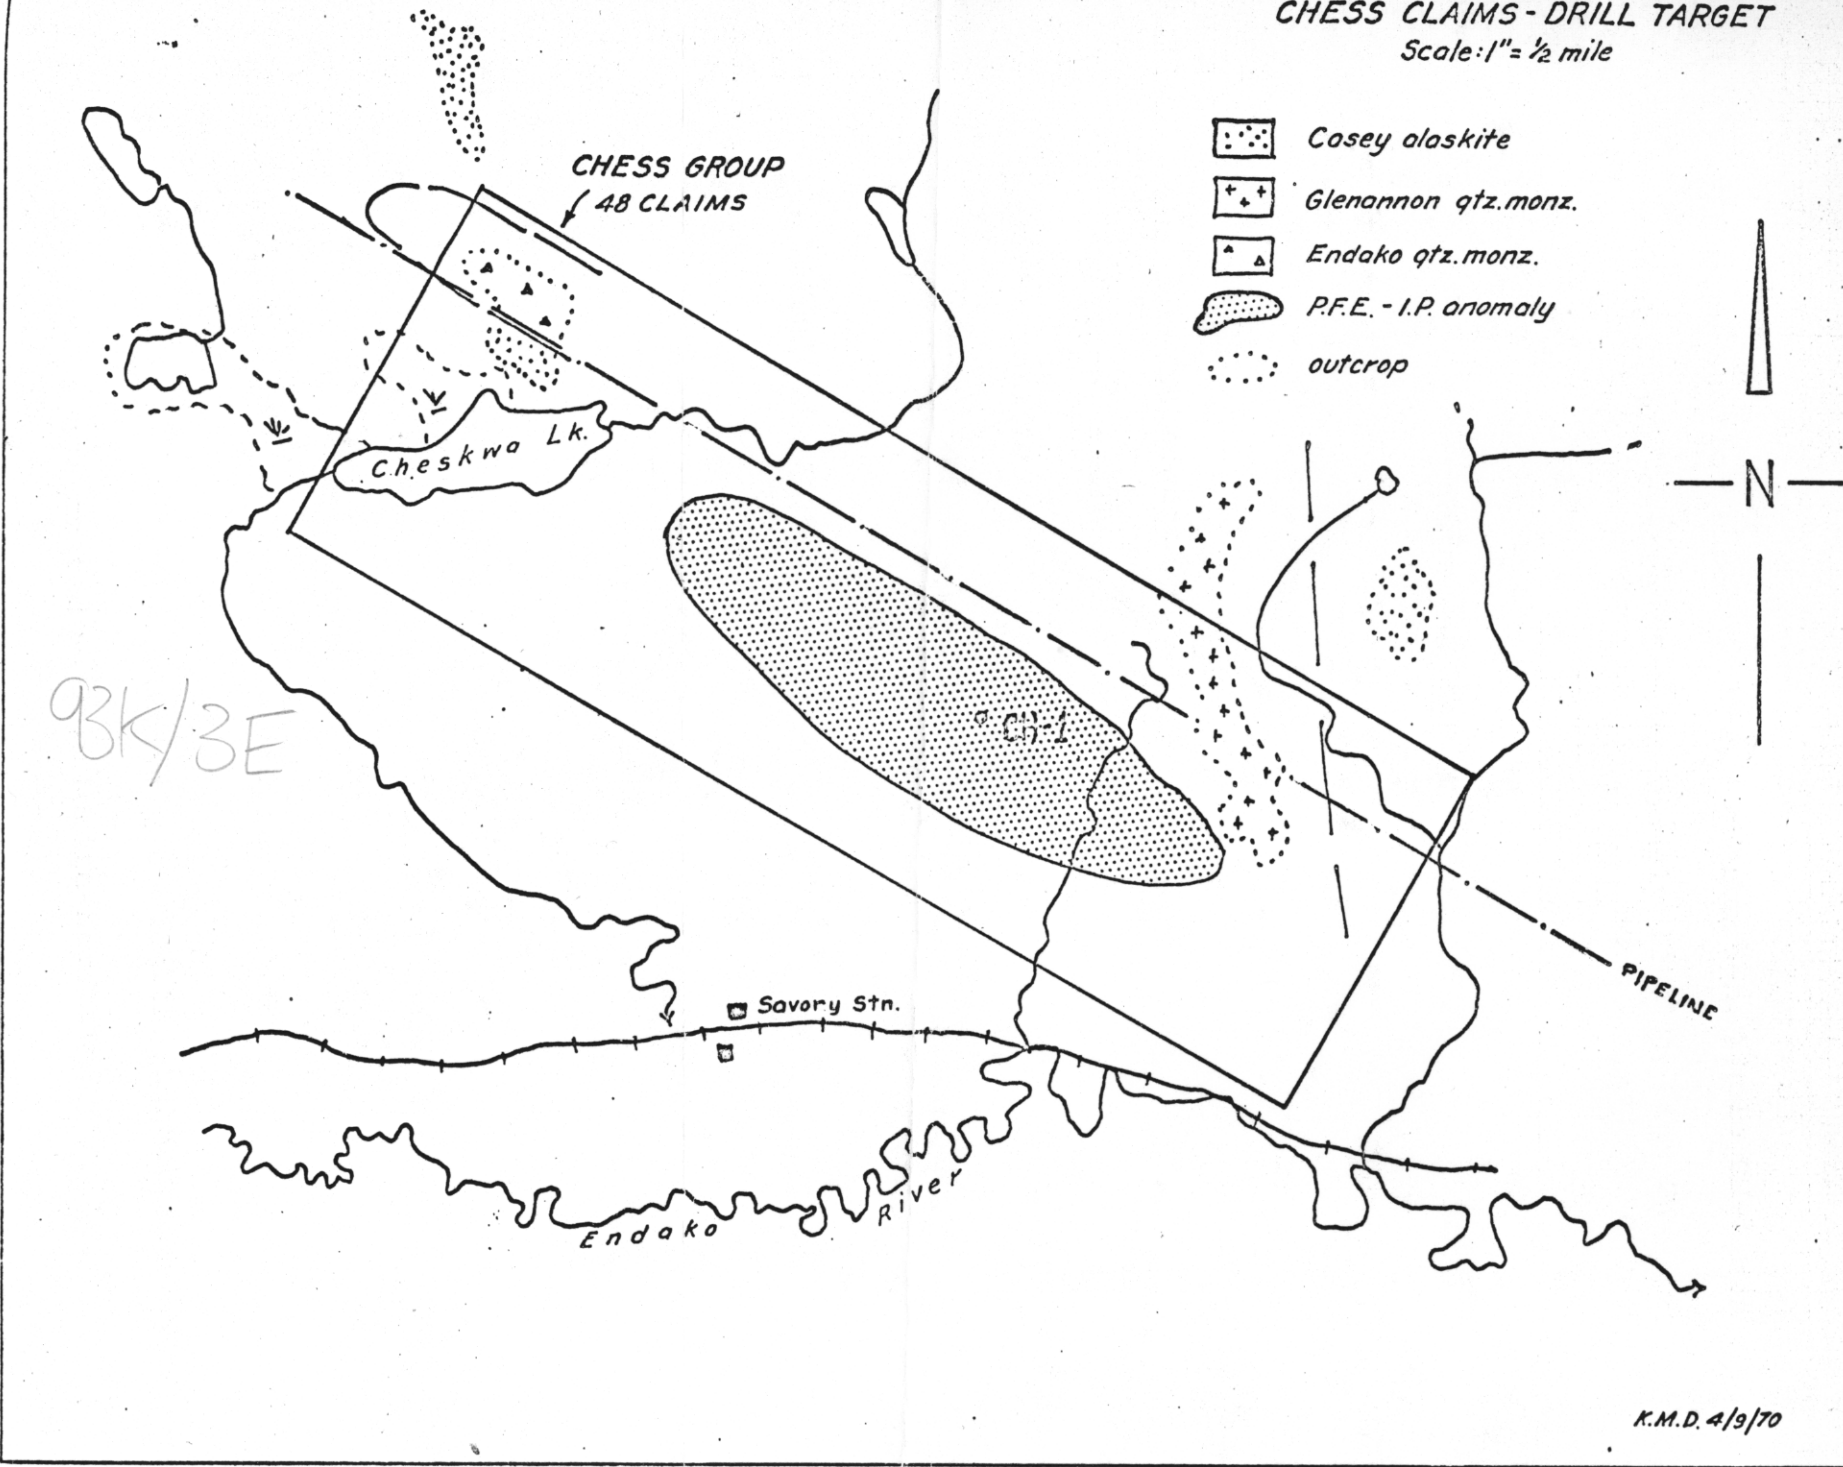 CHESS CLAIMS - DRILL TARGET
Scale: 1" = ½ mile
Casey alaskite
Glenannon qtz. monz.
Endako qtz. monz.
P.F.E. - I.P. anomaly
outcrop
CHESS GROUP
48 CLAIMS
N
Cheskwa Lk.
CH-1
93K/3E
PIPELINE
Savory Stn.
Endako River
K.M.D. 4/9/70